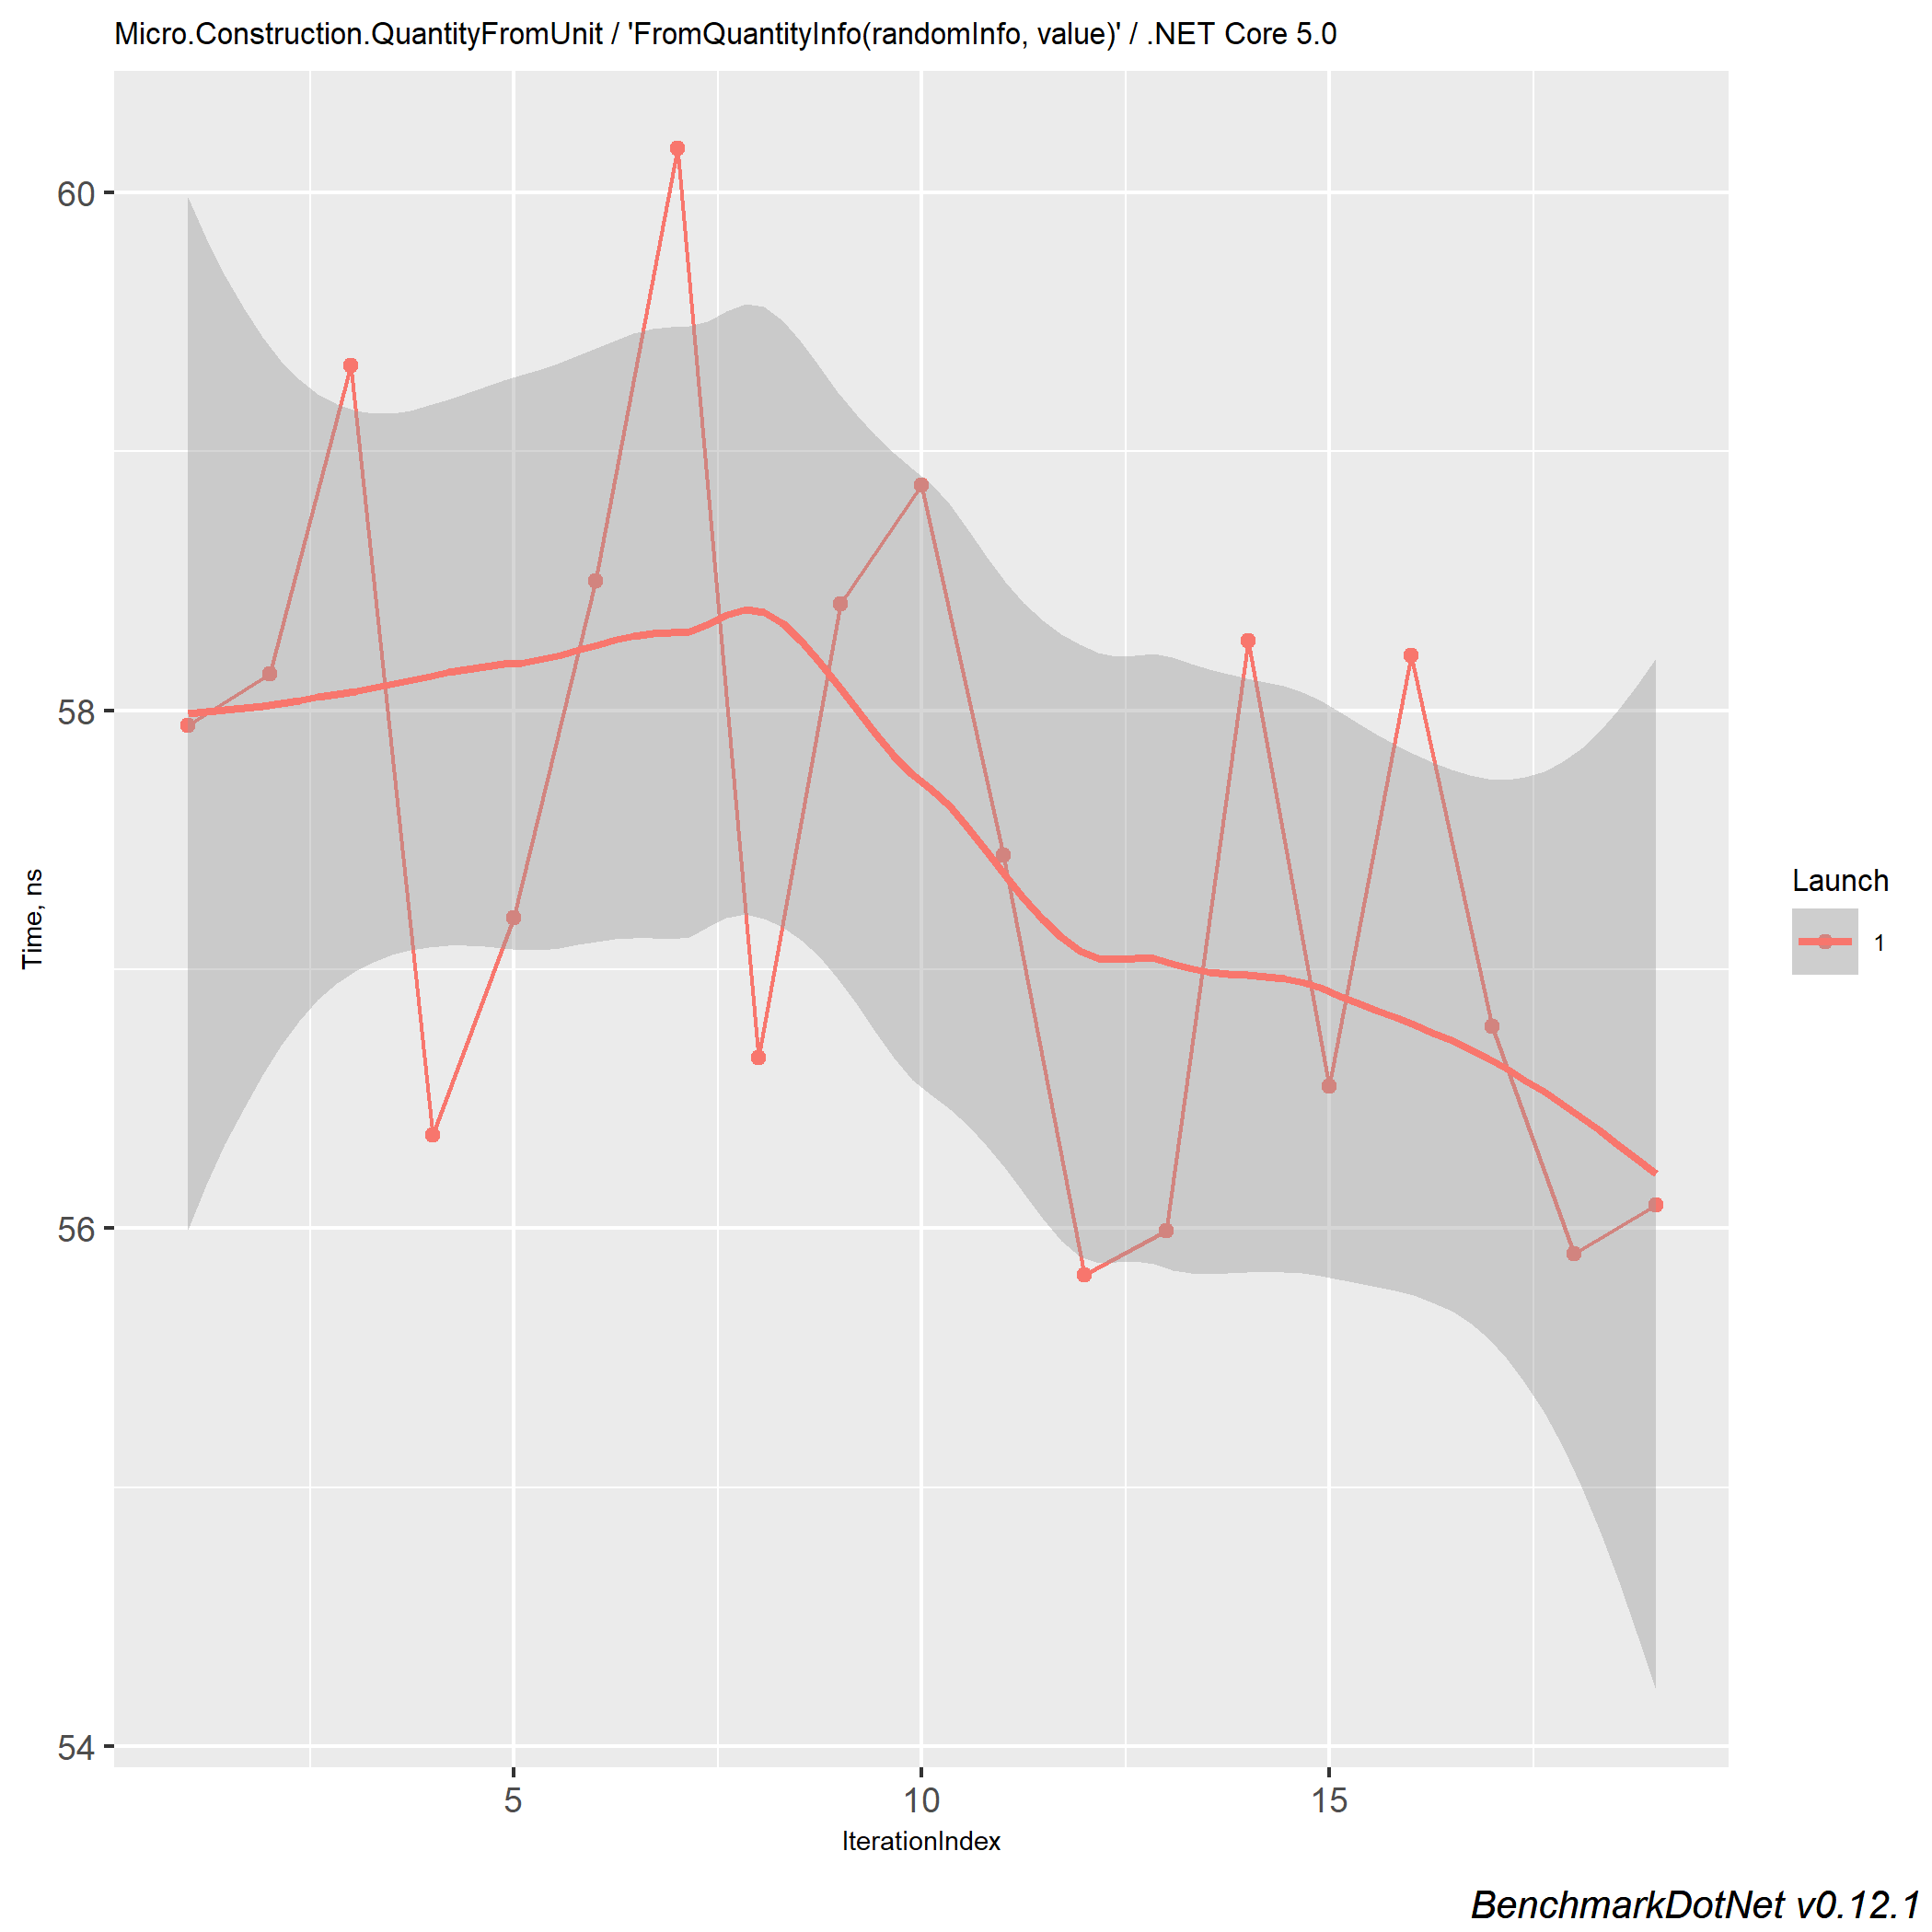 Micro.Construction.QuantityFromUnit / 'FromQuantityInfo(randomInfo, value)' / .NET Core 5.0
60
58
56
54
Time, ns
5 10 15
IterationIndex
Launch
1
BenchmarkDotNet v0.12.1